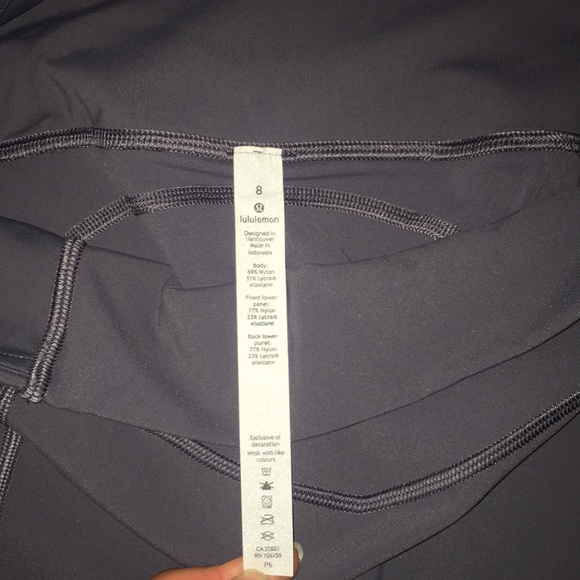 8
lululemon
Designed in
Vancouver
Made in
Indonesia
Body:
69% Nylon
31% Lycra®
elastane
Front lower
panel:
77% Nylon
23% Lycra®
elastane
Back lower
panel:
77% Nylon
23% Lycra®
elastane
Exclusive of
decoration
Wash with like
colours
CA 35801
RN 106259
P6